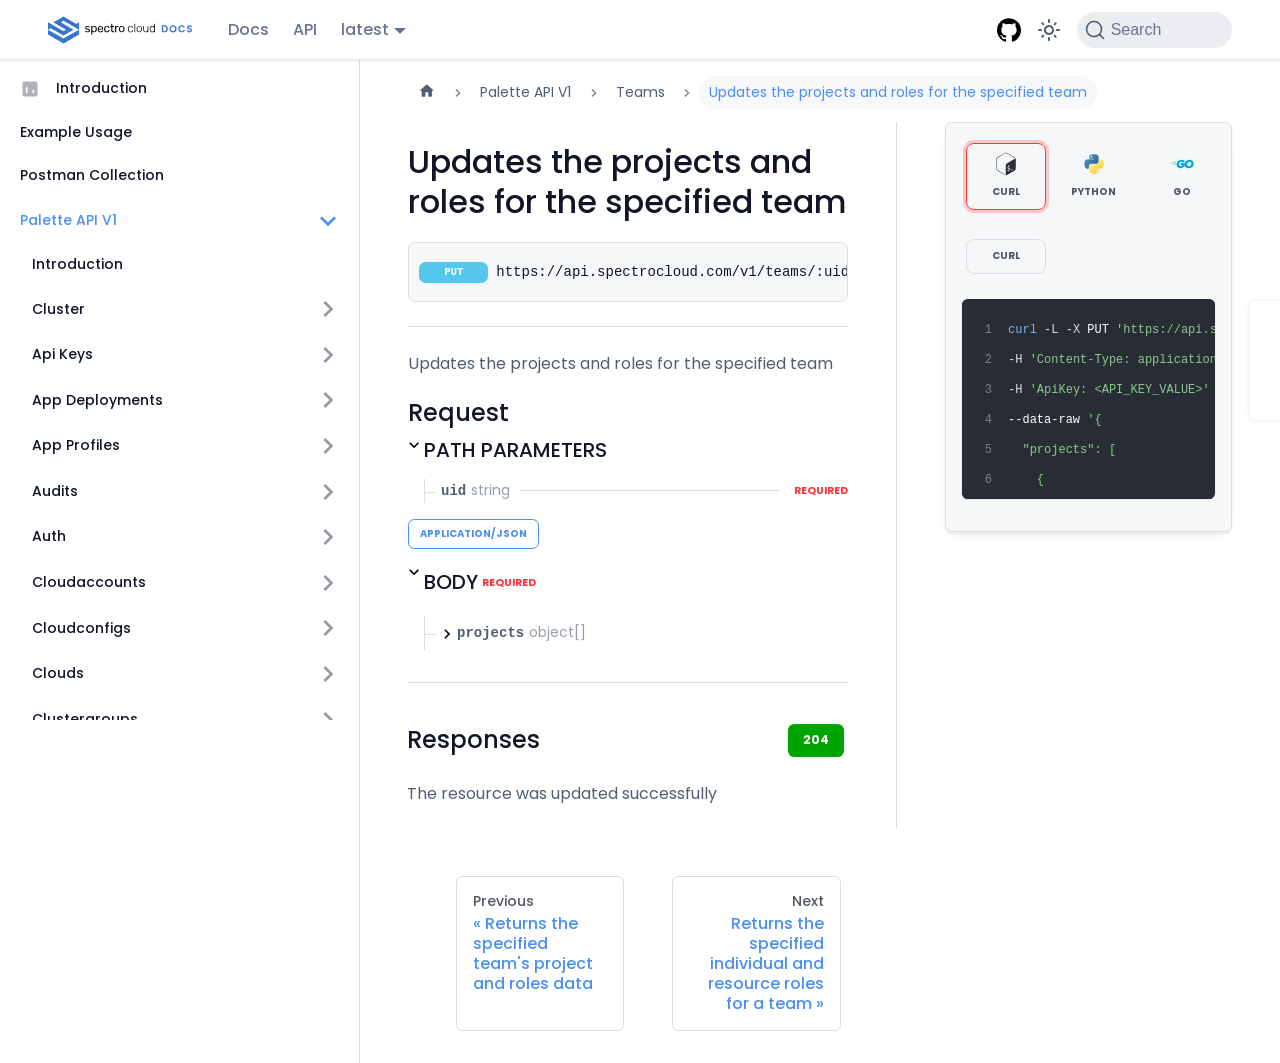 spectro cloud DOCS
Docs
API
latest
Search
Introduction
Example Usage
Postman Collection
Palette API V1
Introduction
Cluster
Api Keys
App Deployments
App Profiles
Audits
Auth
Cloudaccounts
Cloudconfigs
Clouds
Clustergroups
Palette API V1
Teams
Updates the projects and roles for the specified team
Updates the projects and
roles for the specified team
PUT
https://api.spectrocloud.com/v1/teams/:uid
Updates the projects and roles for the specified team
Request
PATH PARAMETERS
uid string
REQUIRED
APPLICATION/JSON
BODY REQUIRED
projects object[]
Responses
204
The resource was updated successfully
Previous
« Returns the
specified
team's project
and roles data
Next
Returns the
specified
individual and
resource roles
for a team »
CURL
PYTHON
GO
CURL
1 curl -L -X PUT 'https://api.s
2 -H 'Content-Type: application
3 -H 'ApiKey: <API_KEY_VALUE>'
4 --data-raw '{
5 "projects": [
6 {